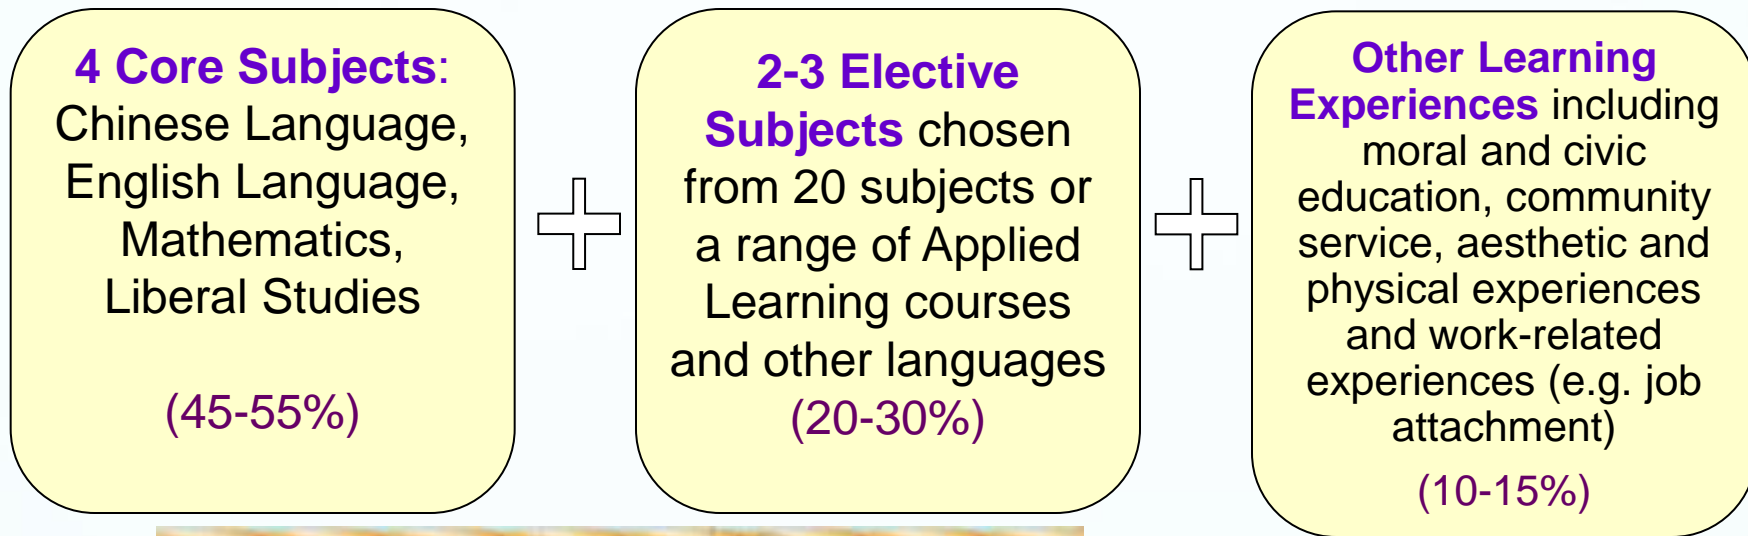 4 Core Subjects:
Chinese Language,
English Language,
Mathematics,
Liberal Studies
(45-55%)
2-3 Elective
Subjects chosen
from 20 subjects or
a range of Applied
Learning courses
and other languages
(20-30%)
Other Learning
Experiences including
moral and civic
education, community
service, aesthetic and
physical experiences
and work-related
experiences (e.g. job
attachment)
(10-15%)